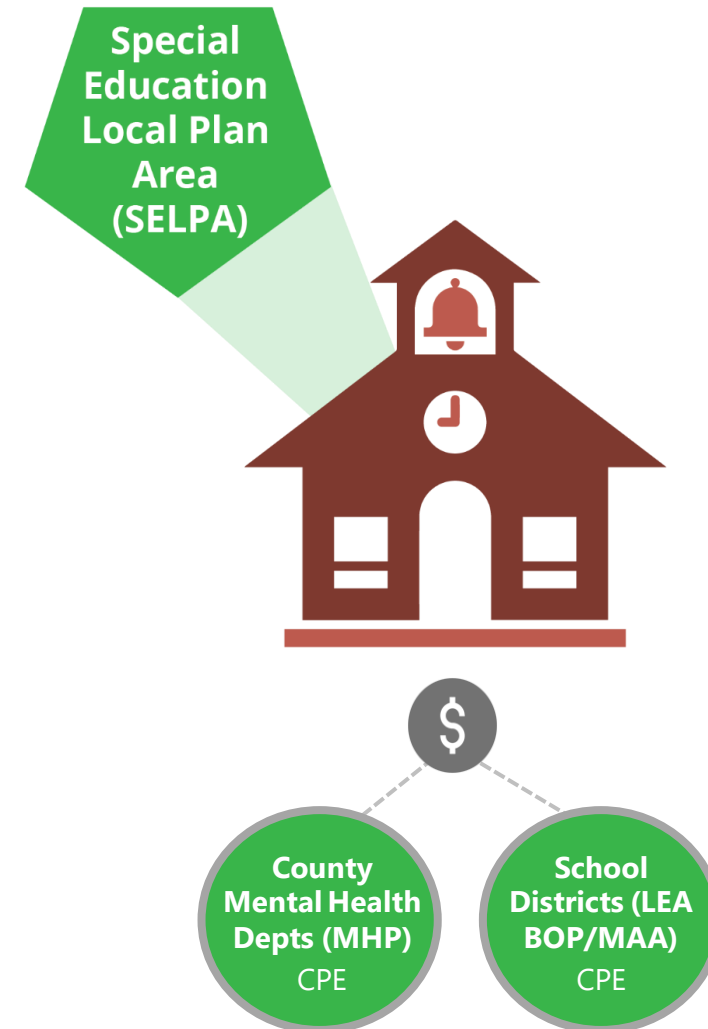 Special
Education
Local Plan
Area
(SELPA)
$
County
Mental Health
Depts (MHP)
CPE
School
Districts (LEA
BOP/MAA)
CPE